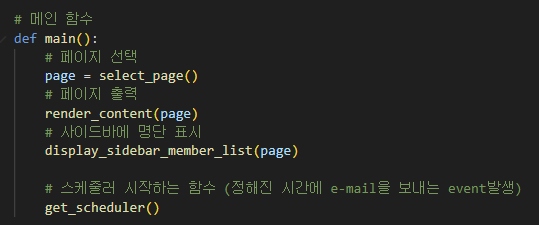 # 메인 함수
def main():
# 페이지 선택
page = select_page()
# 페이지 출력
render_content(page)
# 사이드바에 명단 표시
display_sidebar_member_list(page)
# 스케줄러 시작하는 함수 (정해진 시간에 e-mail을 보내는 event발생)
get_scheduler()